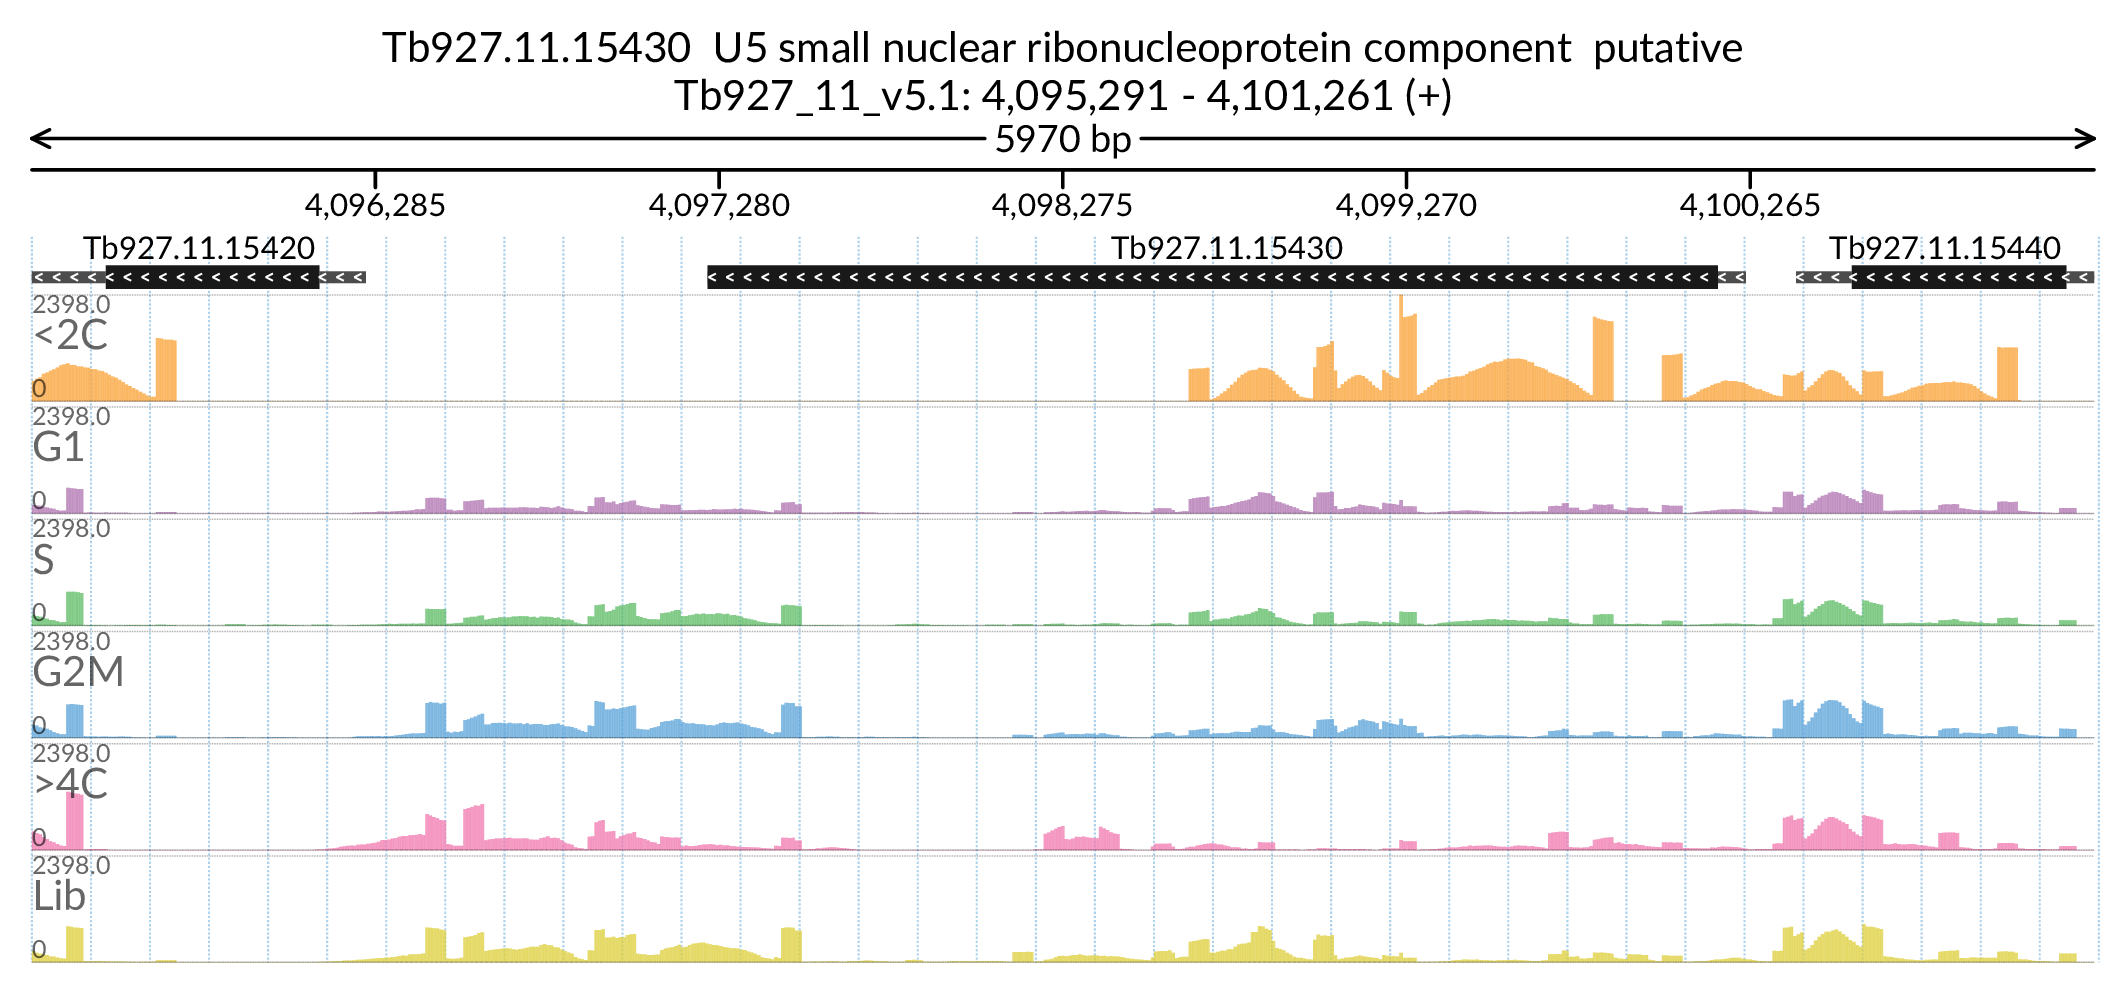 Tb927.11.15430 U5 small nuclear ribonucleoprotein component putative
Tb927_11_v5.1: 4,095,291 - 4,101,261 (+)
5970 bp
4,096,285 4,097,280 4,098,275 4,099,270 4,100,265
Tb927.11.15420 Tb927.11.15430 Tb927.11.15440
2398.0
<2C
0
2398.0
G1
0
2398.0
S
0
2398.0
G2M
0
2398.0
>4C
0
2398.0
Lib
0